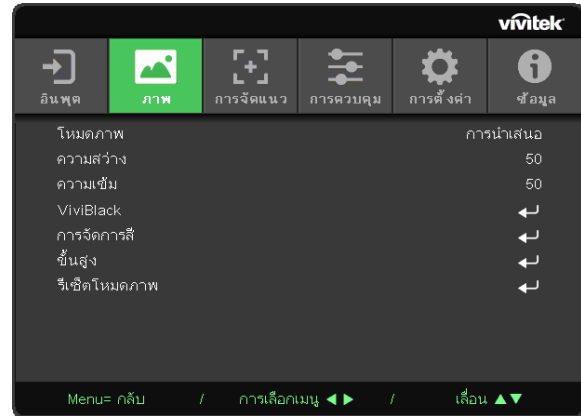 vivitek
อินพุต ภาพ การจัดแนว การควบคุม การตั้งค่า ข้อมูล
โหมดภาพ การนำเสนอ
ความสว่าง 50
ความเข้ม 50
ViviBlack
การจัดการสี
ขั้นสูง
รีเซ็ตโหมดภาพ
Menu= กลับ / การเลือกเมนู ◀ ▶ / เลื่อน ▲▼